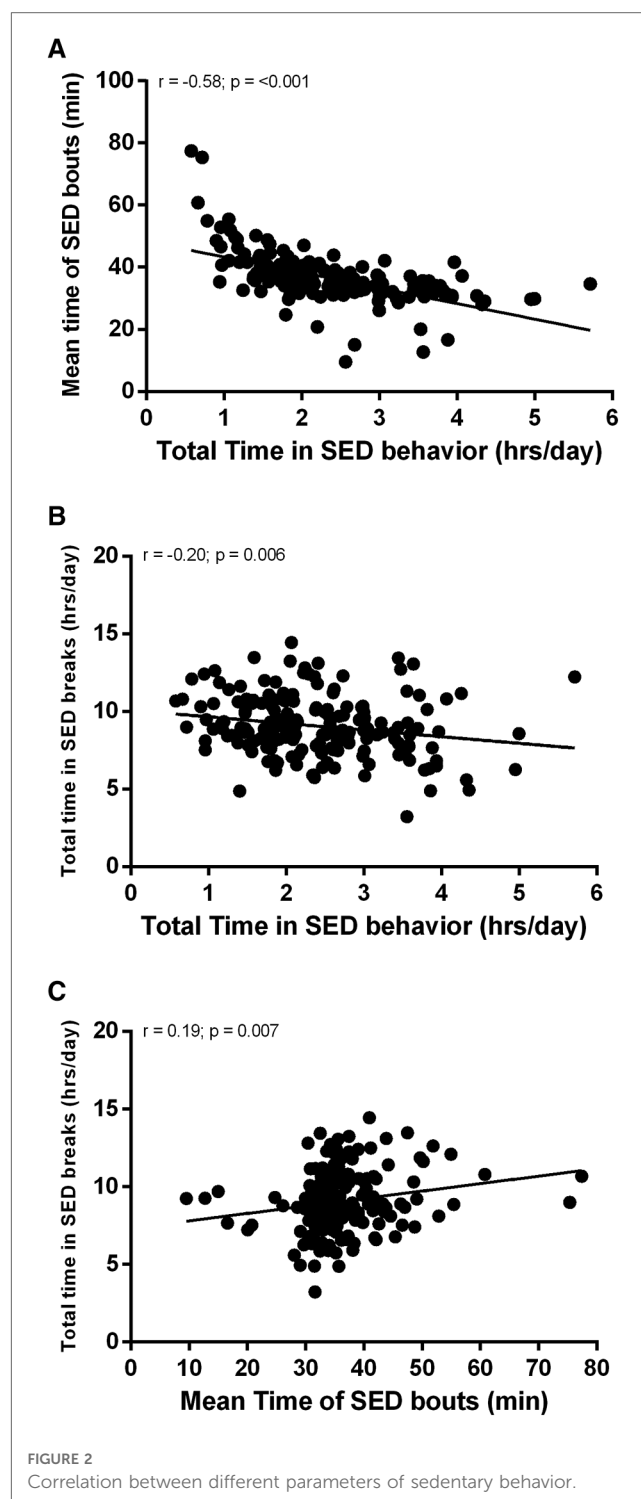 A
r = -0.58; p = <0.001
Mean time of SED bouts (min)
100
80
60
40
20
0
0 1 2 3 4 5 6
Total Time in SED behavior (hrs/day)
B
r = -0.20; p = 0.006
Total time in SED breaks (hrs/day)
20
15
10
5
0
0 1 2 3 4 5 6
Total Time in SED behavior (hrs/day)
C
r = 0.19; p = 0.007
Total time in SED breaks (hrs/day)
20
15
10
5
0
0 10 20 30 40 50 60 70 80
Mean Time of SED bouts (min)
FIGURE 2
Correlation between different parameters of sedentary behavior.